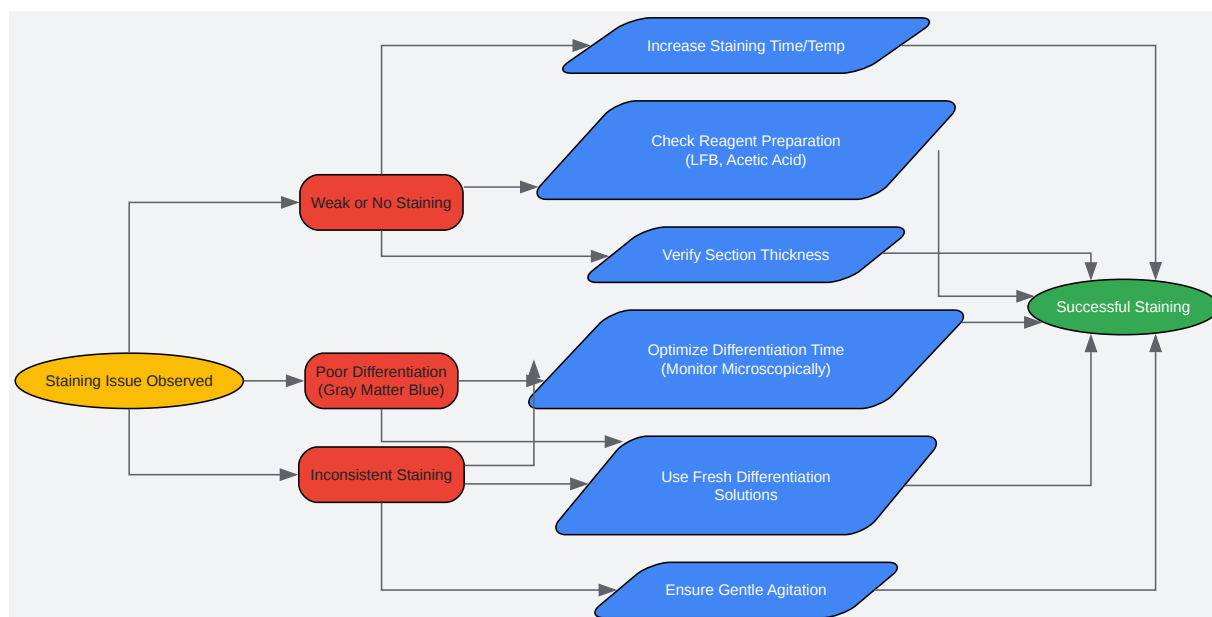 Increase Staining Time/Temp
Check Reagent Preparation
(LFB, Acetic Acid)
Weak or No Staining
Verify Section Thickness
Successful Staining
Optimize Differentiation Time
(Monitor Microscopically)
Poor Differentiation
(Gray Matter Blue)
Staining Issue Observed
Inconsistent Staining
Use Fresh Differentiation
Solutions
Ensure Gentle Agitation